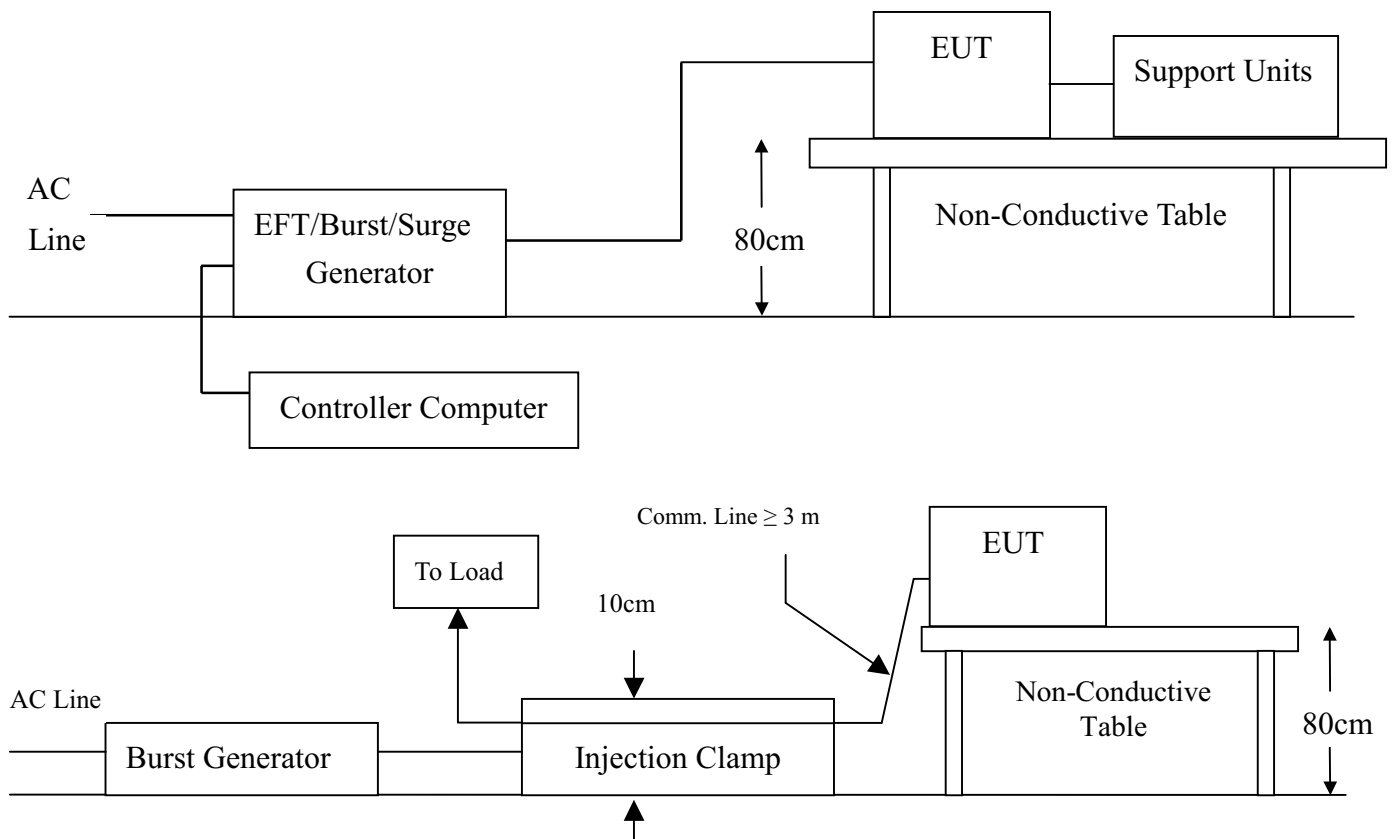 EUT
Support Units
AC
Line
EFT/Burst/Surge
Generator
80cm
Non-Conductive Table
Controller Computer
Comm. Line ≥ 3 m
EUT
To Load
10cm
AC Line
Burst Generator
Injection Clamp
Non-Conductive
Table
80cm